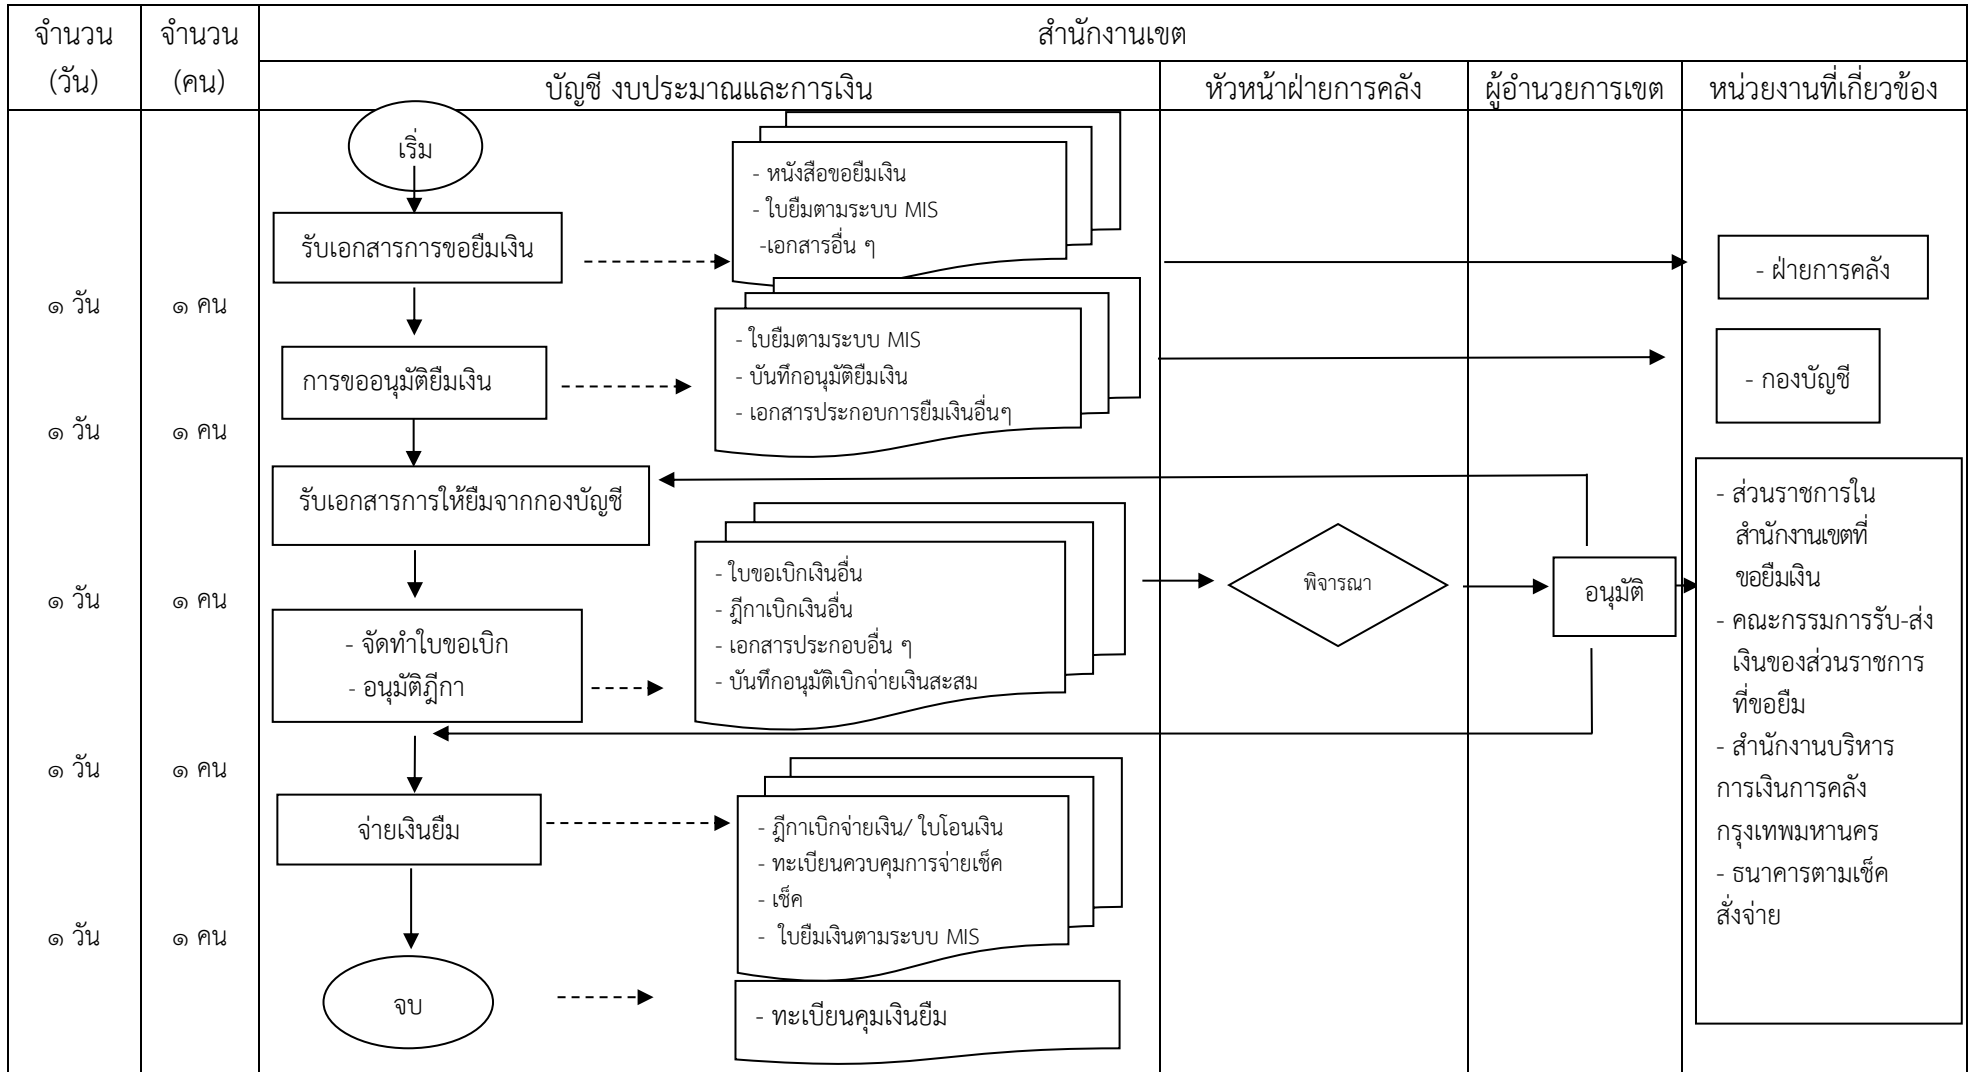 จำนวน
(วัน)
จำนวน
(คน)
สำนักงานเขต
บัญชี งบประมาณและการเงิน
หัวหน้าฝ่ายการคลัง
ผู้อำนวยการเขต
หน่วยงานที่เกี่ยวข้อง
เริ่ม
- หนังสือขอยืมเงิน
- ใบยืมตามระบบ MIS
-เอกสารอื่น ๆ
รับเอกสารการขอยืมเงิน
- ฝ่ายการคลัง
๑ วัน
๑ คน
- ใบยืมตามระบบ MIS
- บันทึกอนุมัติยืมเงิน
- เอกสารประกอบการยืมเงินอื่นๆ
การขออนุมัติยืมเงิน
- กองบัญชี
๑ วัน
๑ คน
รับเอกสารการให้ยืมจากกองบัญชี
- ใบขอเบิกเงินอื่น
- ฎีกาเบิกเงินอื่น
- เอกสารประกอบอื่น ๆ
- บันทึกอนุมัติเบิกจ่ายเงินสะสม
พิจารณา
อนุมัติ
- ส่วนราชการใน
สำนักงานเขตที่
ขอยืมเงิน
- คณะกรรมการรับ-ส่ง
เงินของส่วนราชการ
ที่ขอยืม
- สำนักงานบริหาร
การเงินการคลัง
กรุงเทพมหานคร
- ธนาคารตามเช็ค
สั่งจ่าย
๑ วัน
๑ คน
- จัดทำใบขอเบิก
- อนุมัติฎีกา
๑ วัน
๑ คน
จ่ายเงินยืม
- ฎีกาเบิกจ่ายเงิน/ ใบโอนเงิน
- ทะเบียนควบคุมการจ่ายเช็ค
- เช็ค
- ใบยืมเงินตามระบบ MIS
๑ วัน
๑ คน
จบ
- ทะเบียนคุมเงินยืม